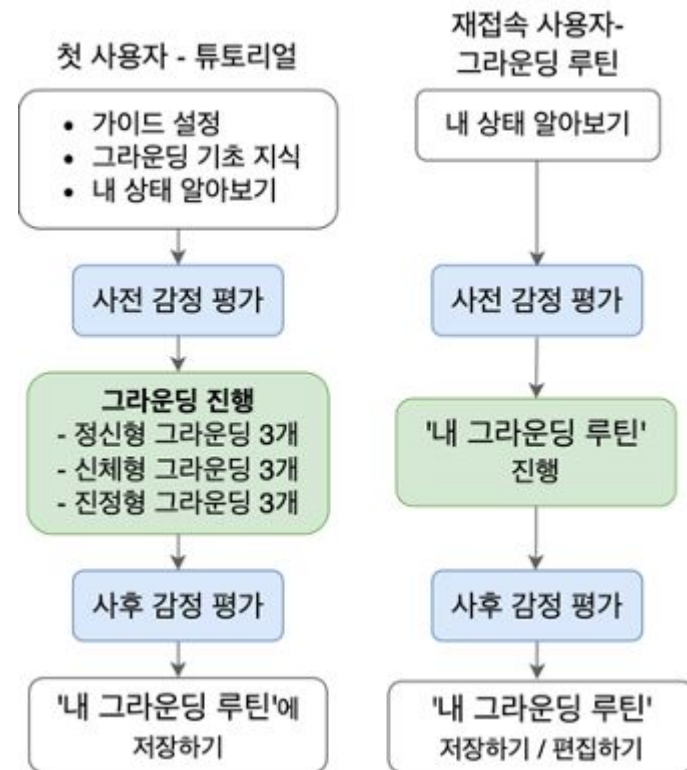 첫 사용자 - 튜토리얼
• 가이드 설정
• 그라운딩 기초 지식
• 내 상태 알아보기
사전 감정 평가
그라운딩 진행
- 정신형 그라운딩 3개
- 신체형 그라운딩 3개
- 진정형 그라운딩 3개
사후 감정 평가
'내 그라운딩 루틴'에
저장하기
재접속 사용자-
그라운딩 루틴
내 상태 알아보기
사전 감정 평가
'내 그라운딩 루틴'
진행
사후 감정 평가
'내 그라운딩 루틴'
저장하기 / 편집하기